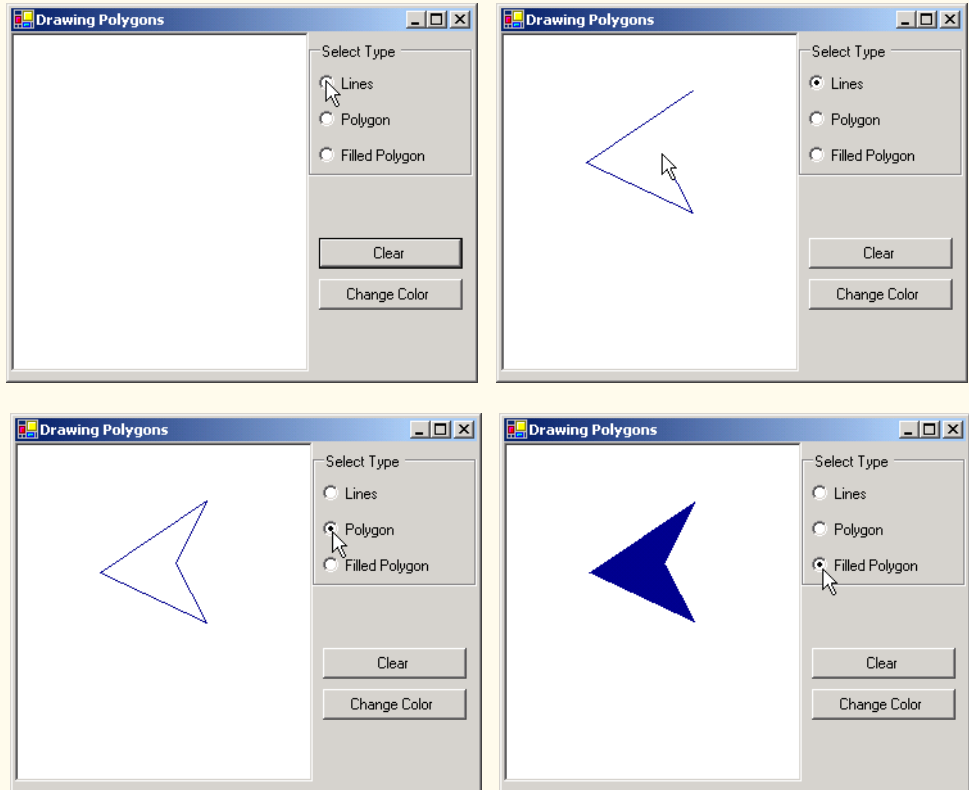 Drawing Polygons
Select Type
Lines
Polygon
Filled Polygon
Clear
Change Color
Drawing Polygons
Select Type
Lines
Polygon
Filled Polygon
Clear
Change Color
Drawing Polygons
Select Type
Lines
Polygon
Filled Polygon
Clear
Change Color
Drawing Polygons
Select Type
Lines
Polygon
Filled Polygon
Clear
Change Color